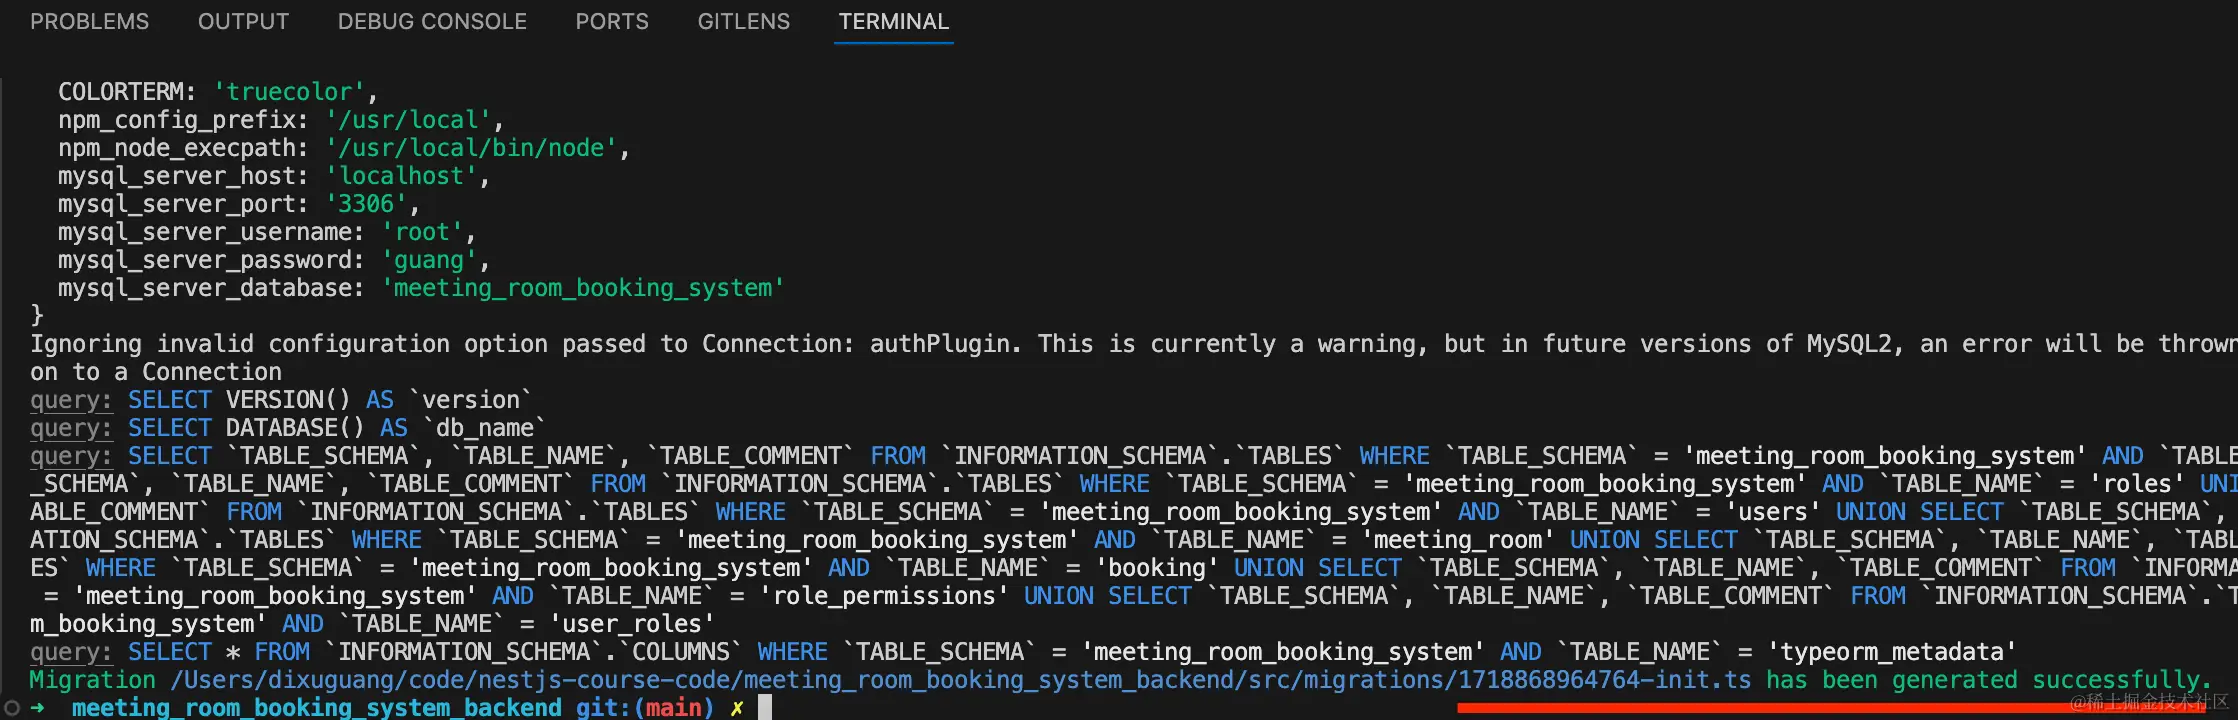 PROBLEMS OUTPUT DEBUG CONSOLE PORTS GITLENS TERMINAL
COLORTERM: 'truecolor',
npm_config_prefix: '/usr/local',
npm_node_execpath: '/usr/local/bin/node',
mysql_server_host: 'localhost',
mysql_server_port: '3306',
mysql_server_username: 'root',
mysql_server_password: 'guang',
mysql_server_database: 'meeting_room_booking_system'
}
Ignoring invalid configuration option passed to Connection: authPlugin. This is currently a warning, but in future versions of MySQL2, an error will be thrown
on to a Connection
query: SELECT VERSION() AS `version`
query: SELECT DATABASE() AS `db_name`
query: SELECT `TABLE_SCHEMA`, `TABLE_NAME`, `TABLE_COMMENT` FROM `INFORMATION_SCHEMA`.`TABLES` WHERE `TABLE_SCHEMA` = 'meeting_room_booking_system' AND `TABLE
_SCHEMA`, `TABLE_NAME`, `TABLE_COMMENT` FROM `INFORMATION_SCHEMA`.`TABLES` WHERE `TABLE_SCHEMA` = 'meeting_room_booking_system' AND `TABLE_NAME` = 'roles' UNI
ABLE_COMMENT` FROM `INFORMATION_SCHEMA`.`TABLES` WHERE `TABLE_SCHEMA` = 'meeting_room_booking_system' AND `TABLE_NAME` = 'users' UNION SELECT `TABLE_SCHEMA`,
ATION_SCHEMA`.`TABLES` WHERE `TABLE_SCHEMA` = 'meeting_room_booking_system' AND `TABLE_NAME` = 'meeting_room' UNION SELECT `TABLE_SCHEMA`, `TABLE_NAME`, `TABL
ES` WHERE `TABLE_SCHEMA` = 'meeting_room_booking_system' AND `TABLE_NAME` = 'booking' UNION SELECT `TABLE_SCHEMA`, `TABLE_NAME`, `TABLE_COMMENT` FROM `INFORMA
= 'meeting_room_booking_system' AND `TABLE_NAME` = 'role_permissions' UNION SELECT `TABLE_SCHEMA`, `TABLE_NAME`, `TABLE_COMMENT` FROM `INFORMATION_SCHEMA`.`T
m_booking_system' AND `TABLE_NAME` = 'user_roles'
query: SELECT * FROM `INFORMATION_SCHEMA`.`COLUMNS` WHERE `TABLE_SCHEMA` = 'meeting_room_booking_system' AND `TABLE_NAME` = 'typeorm_metadata'
Migration /Users/dixuguang/code/nestjs-course-code/meeting_room_booking_system_backend/src/migrations/1718868964764-init.ts has been generated successfully.
➜ meeting_room_booking_system_backend git:(main) ✗
@稀土掘金技术社区